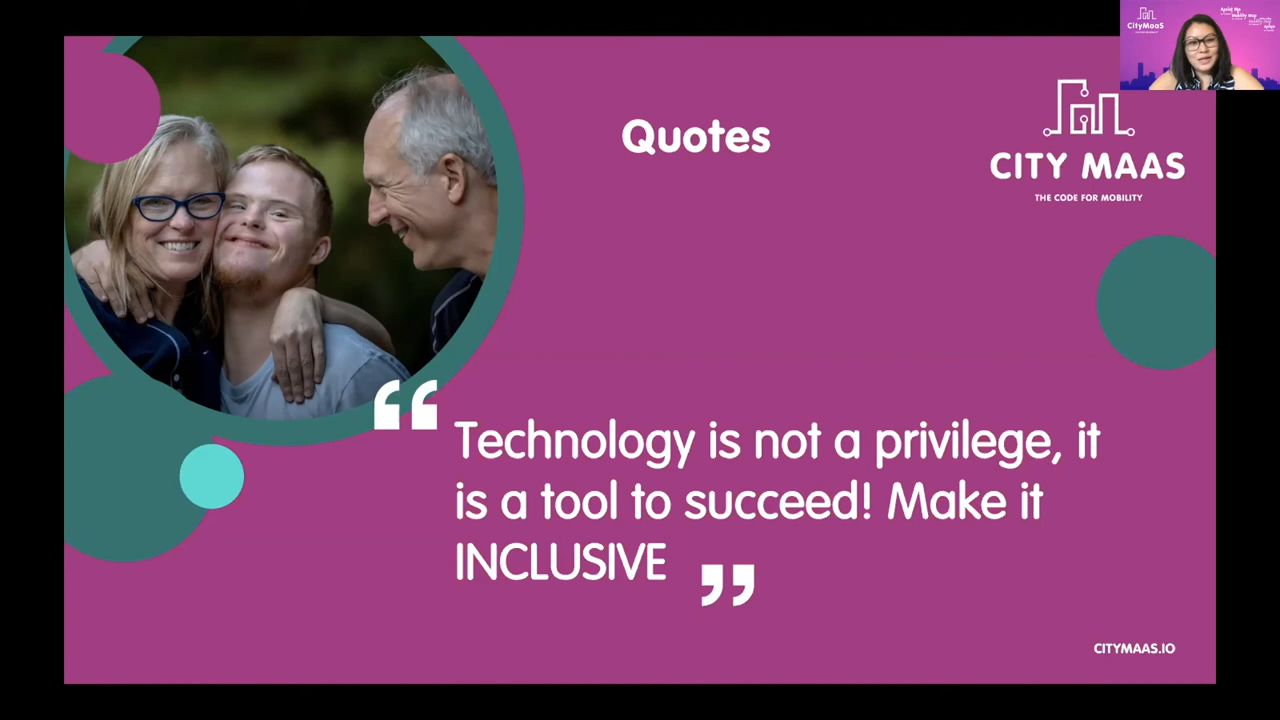 Quotes
CITY MAAS
THE CODE FOR MOBILITY
“Technology is not a privilege, it
is a tool to succeed! Make it
INCLUSIVE”
CITYMAAS.IO
CityMaaS